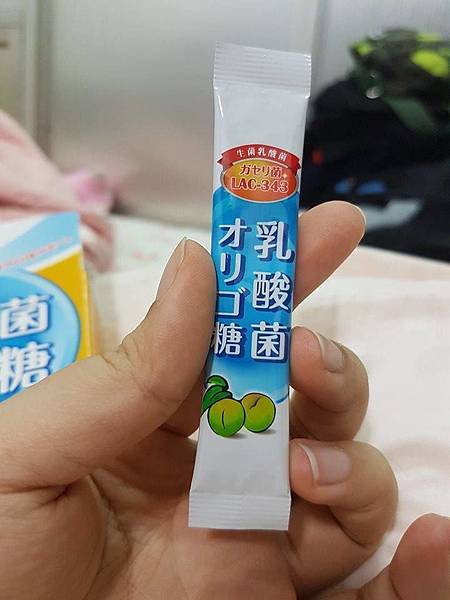 生菌乳酸菌
ガセリ菌
LAC-343
乳酸菌
オリゴ糖
菌
糖